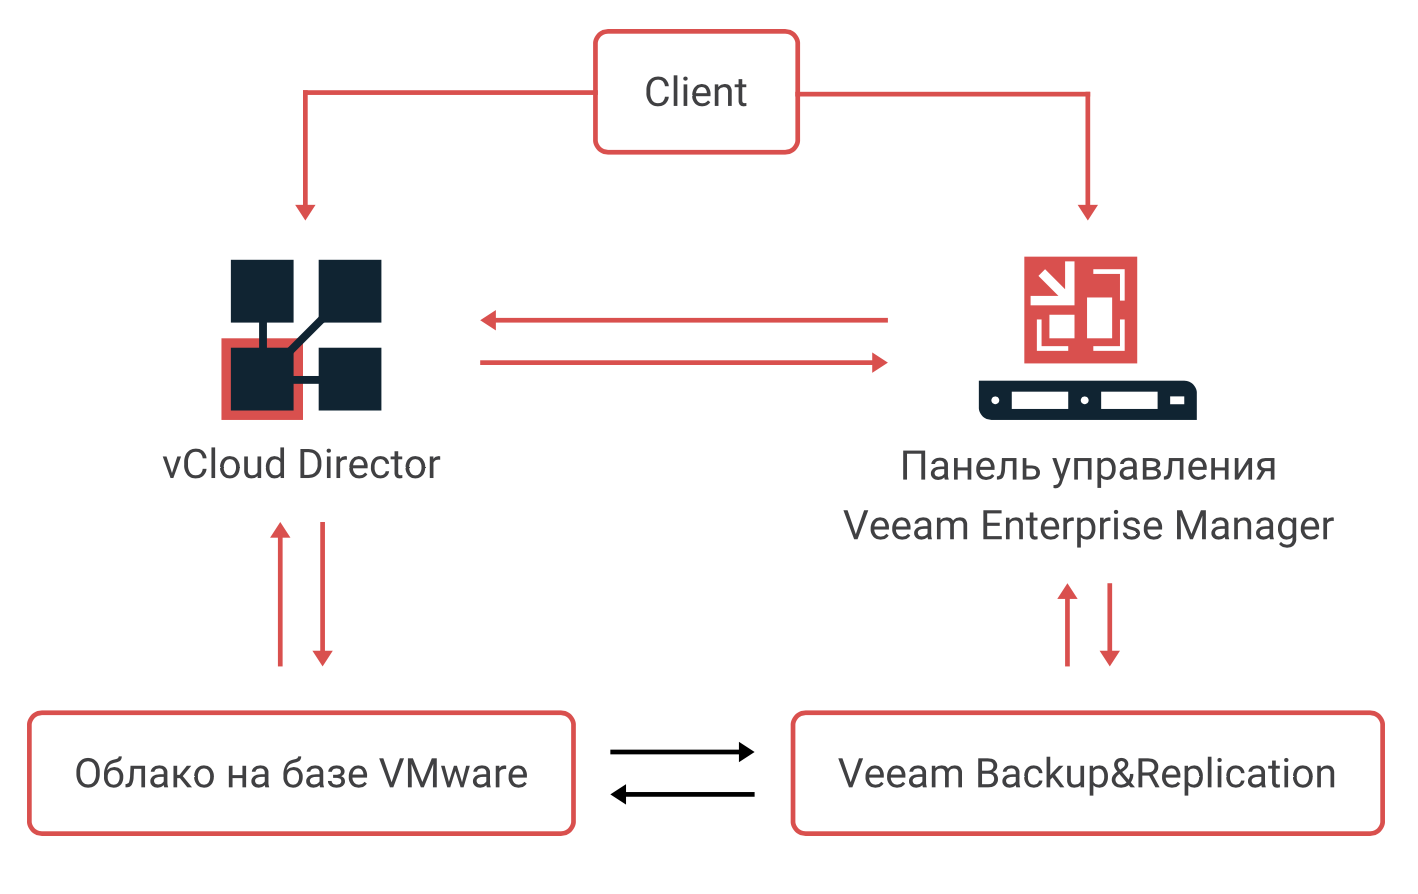 Client
vCloud Director
Панель управления
Veeam Enterprise Manager
Облако на базе VMware
Veeam Backup&Replication